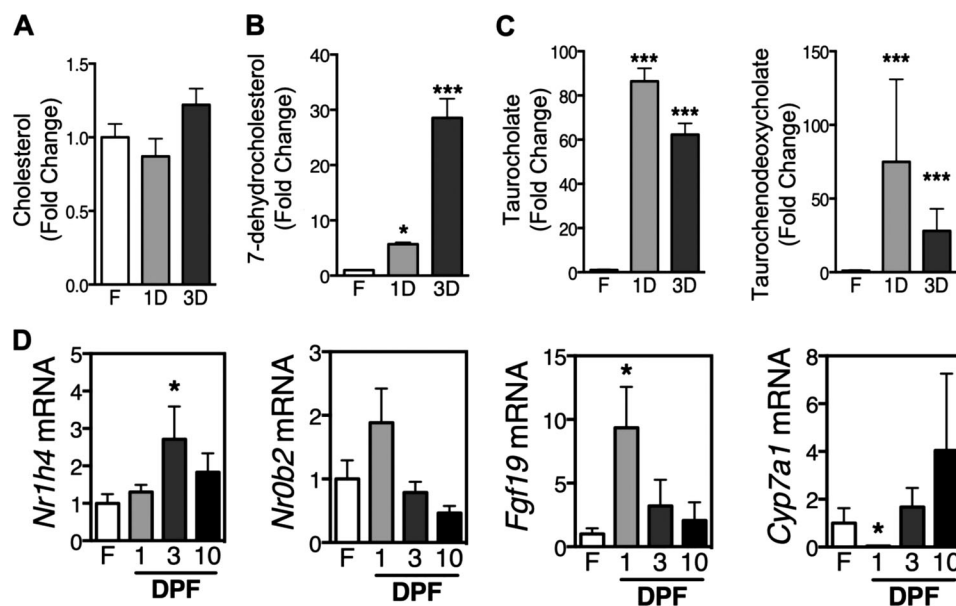 A
Cholesterol
(Fold Change)
1.5
1.0
0.5
0.0
F 1D 3D
B
7-dehydrocholesterol
(Fold Change)
40
30
20
10
0
*
***
F 1D 3D
C
Taurocholate
(Fold Change)
100
80
60
40
20
0
***
***
F 1D 3D
Taurochenodeoxycholate
(Fold Change)
150
100
75
50
25
0
***
***
F 1D 3D
D
Nr1h4 mRNA
5
4
3
2
1
0
*
F 1 3 10
DPF
Nr0b2 mRNA
3
2
1
0
F 1 3 10
DPF
Fgf19 mRNA
15
10
5
0
*
F 1 3 10
DPF
Cyp7a1 mRNA
8
6
4
2
0
*
F 1 3 10
DPF